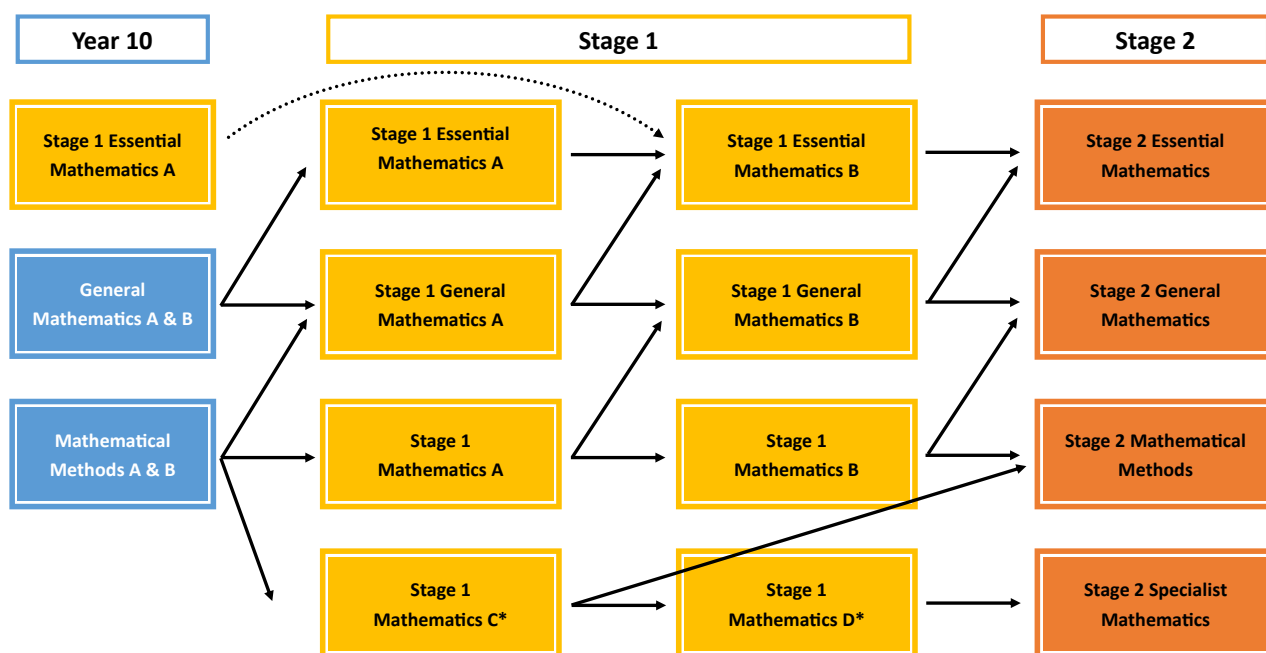 Year 10
Stage 1
Stage 2
Stage 1 Essential
Mathematics A
Stage 1 Essential
Mathematics A
Stage 1 Essential
Mathematics B
Stage 2 Essential
Mathematics
General
Mathematics A & B
Stage 1 General
Mathematics A
Stage 1 General
Mathematics B
Stage 2 General
Mathematics
Mathematical
Methods A & B
Stage 1
Mathematics A
Stage 1
Mathematics B
Stage 2 Mathematical
Methods
Stage 1
Mathematics C*
Stage 1
Mathematics D*
Stage 2 Specialist
Mathematics